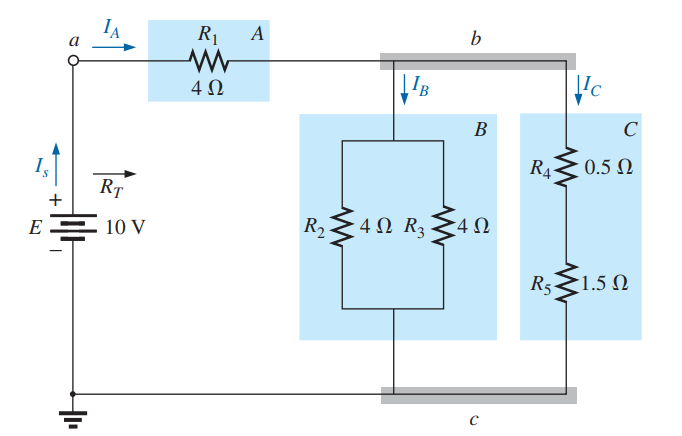 a
I_A
R_1 A
4 Ω
b
I_B
I_C
B
C
I_s
R_T
+
E 10 V
−
R_2 4 Ω R_3 4 Ω
R_4 0.5 Ω
R_5 1.5 Ω
c